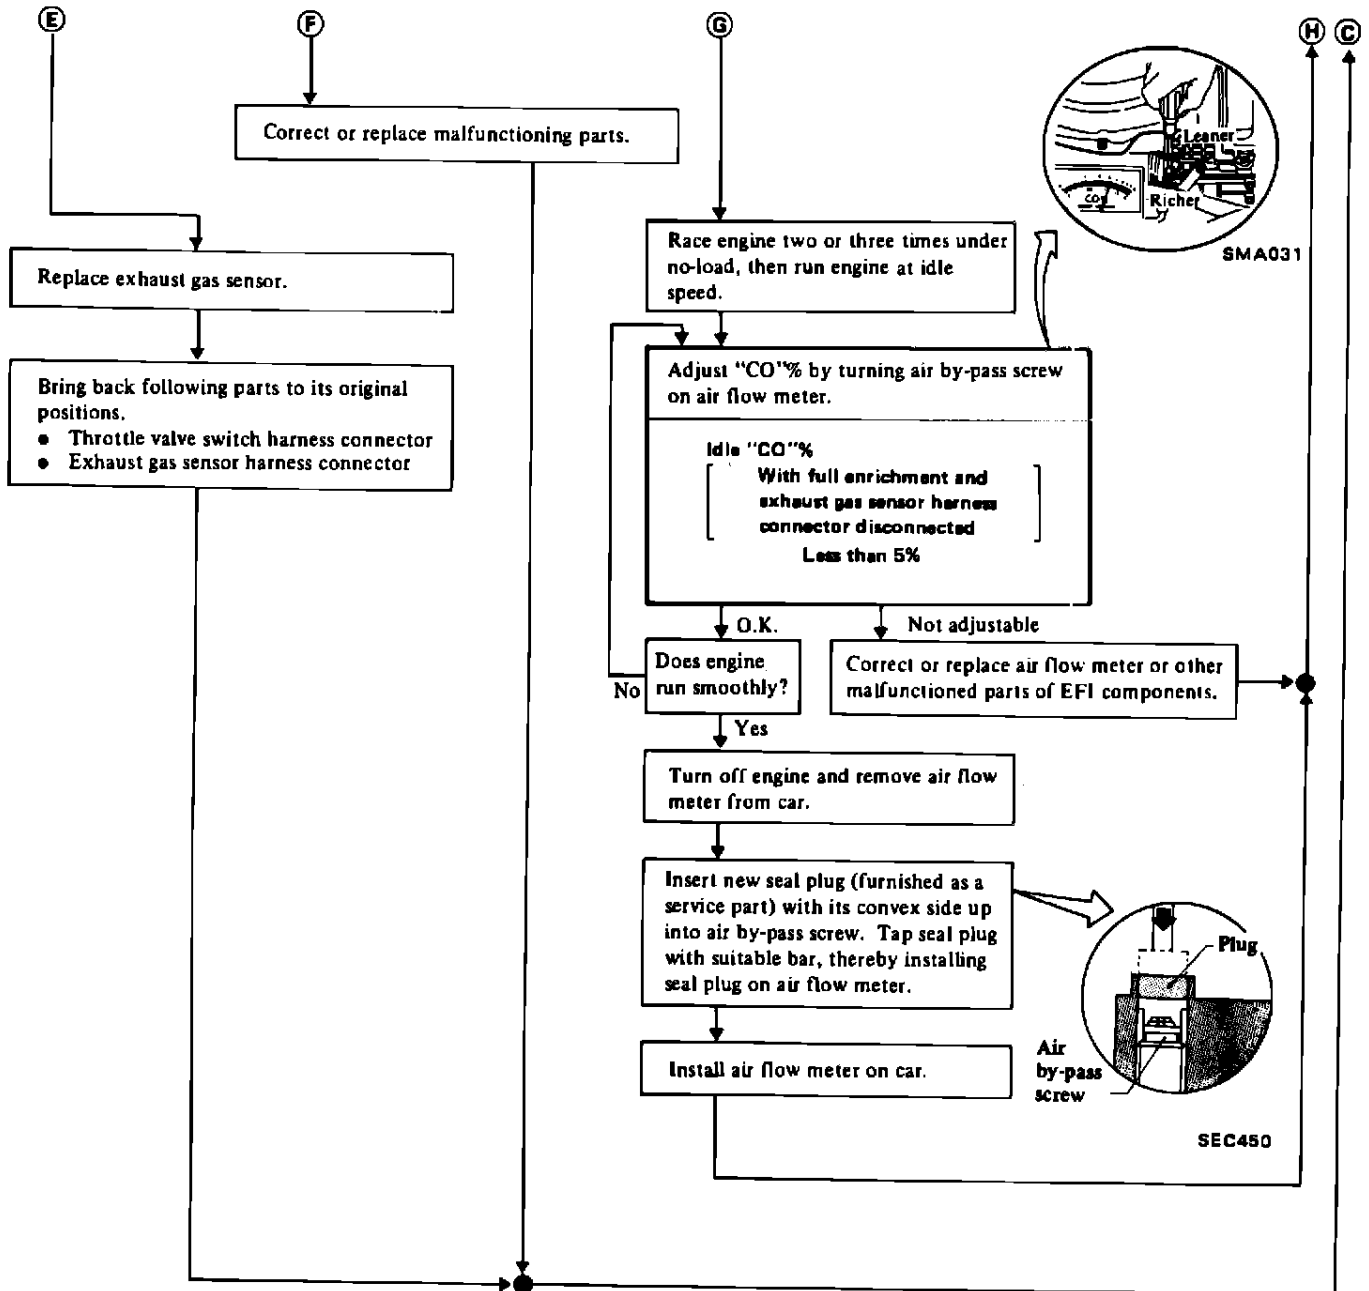 E
F
G
H C
Correct or replace malfunctioning parts.
Leaner
CO
Richer
SMA031
Replace exhaust gas sensor.
Race engine two or three times under
no-load, then run engine at idle
speed.
Bring back following parts to its original
positions.
● Throttle valve switch harness connector
● Exhaust gas sensor harness connector
Adjust "CO"% by turning air by-pass screw
on air flow meter.
Idle "CO"%
With full enrichment and
exhaust gas sensor harness
connector disconnected
Less than 5%
O.K.
Not adjustable
Does engine
run smoothly?
No
Correct or replace air flow meter or other
malfunctioned parts of EFI components.
Yes
Turn off engine and remove air flow
meter from car.
Insert new seal plug (furnished as a
service part) with its convex side up
into air by-pass screw. Tap seal plug
with suitable bar, thereby installing
seal plug on air flow meter.
Plug
Air
by-pass
screw
Install air flow meter on car.
SEC450